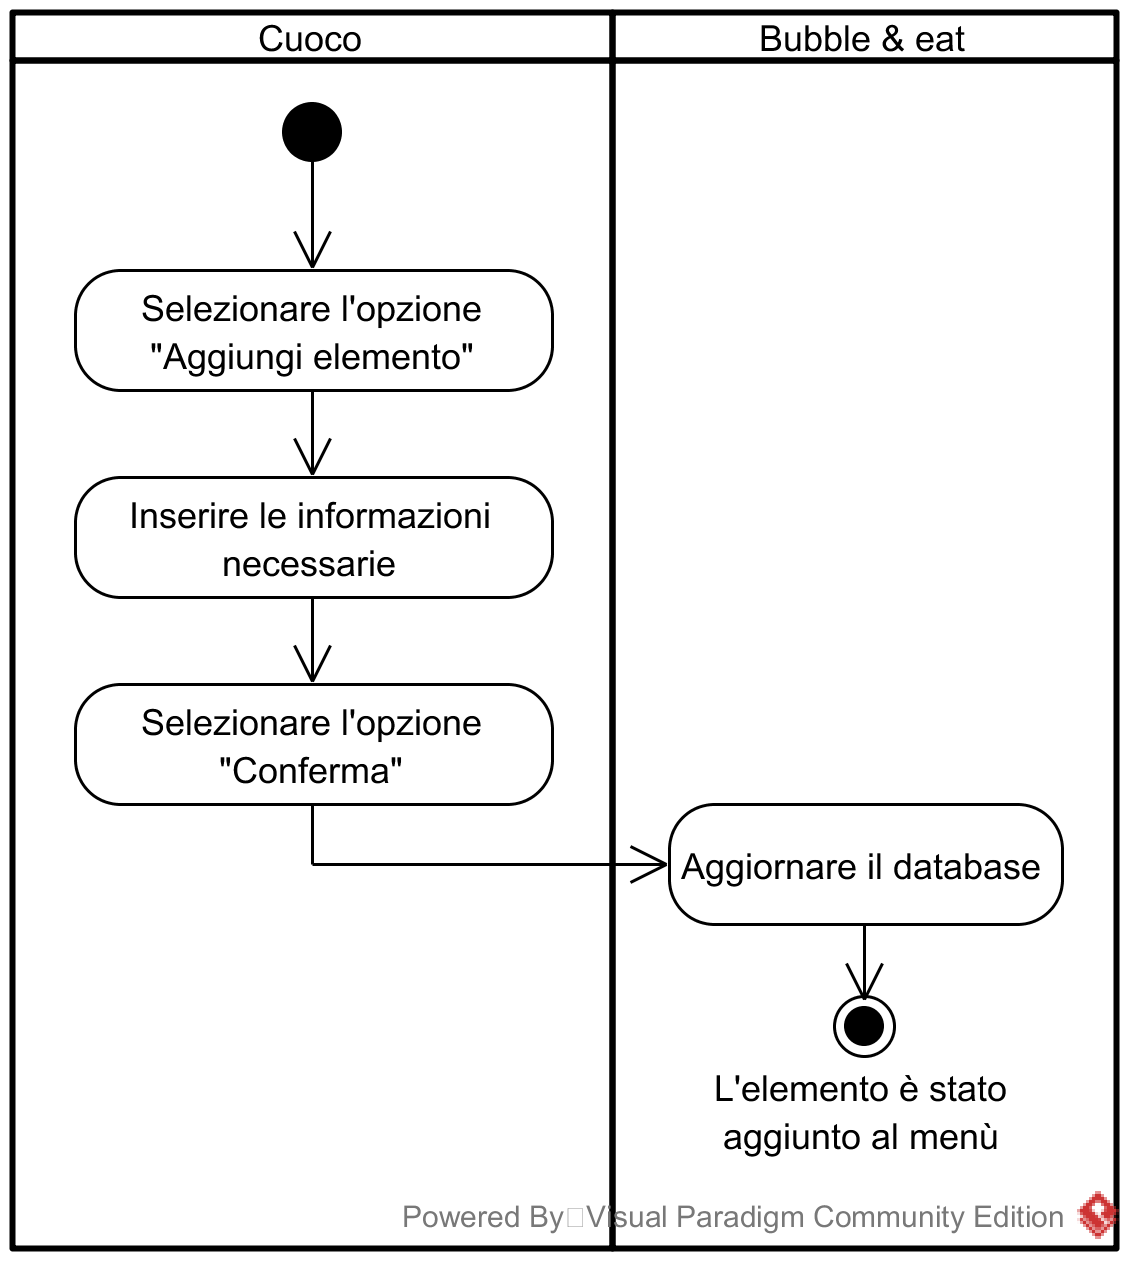 Cuoco
Bubble & eat
Selezionare l'opzione
"Aggiungi elemento"
Inserire le informazioni
necessarie
Selezionare l'opzione
"Conferma"
Aggiornare il database
L'elemento è stato
aggiunto al menù
Powered By Visual Paradigm Community Edition